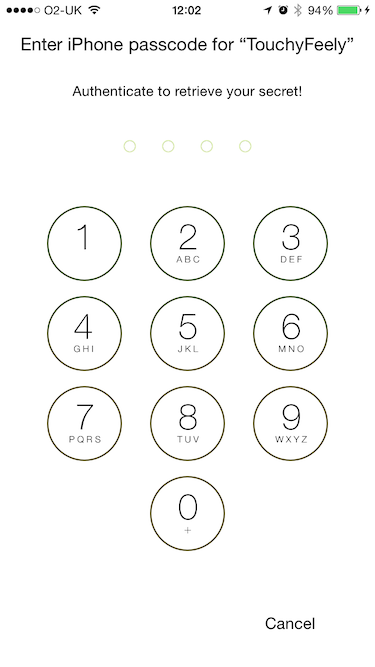 O2-UK 12:02 94%
Enter iPhone passcode for “TouchyFeely”
Authenticate to retrieve your secret!
1 2 3
ABC DEF
4 5 6
GHI JKL MNO
7 8 9
PQRS TUV WXYZ
0
+
Cancel